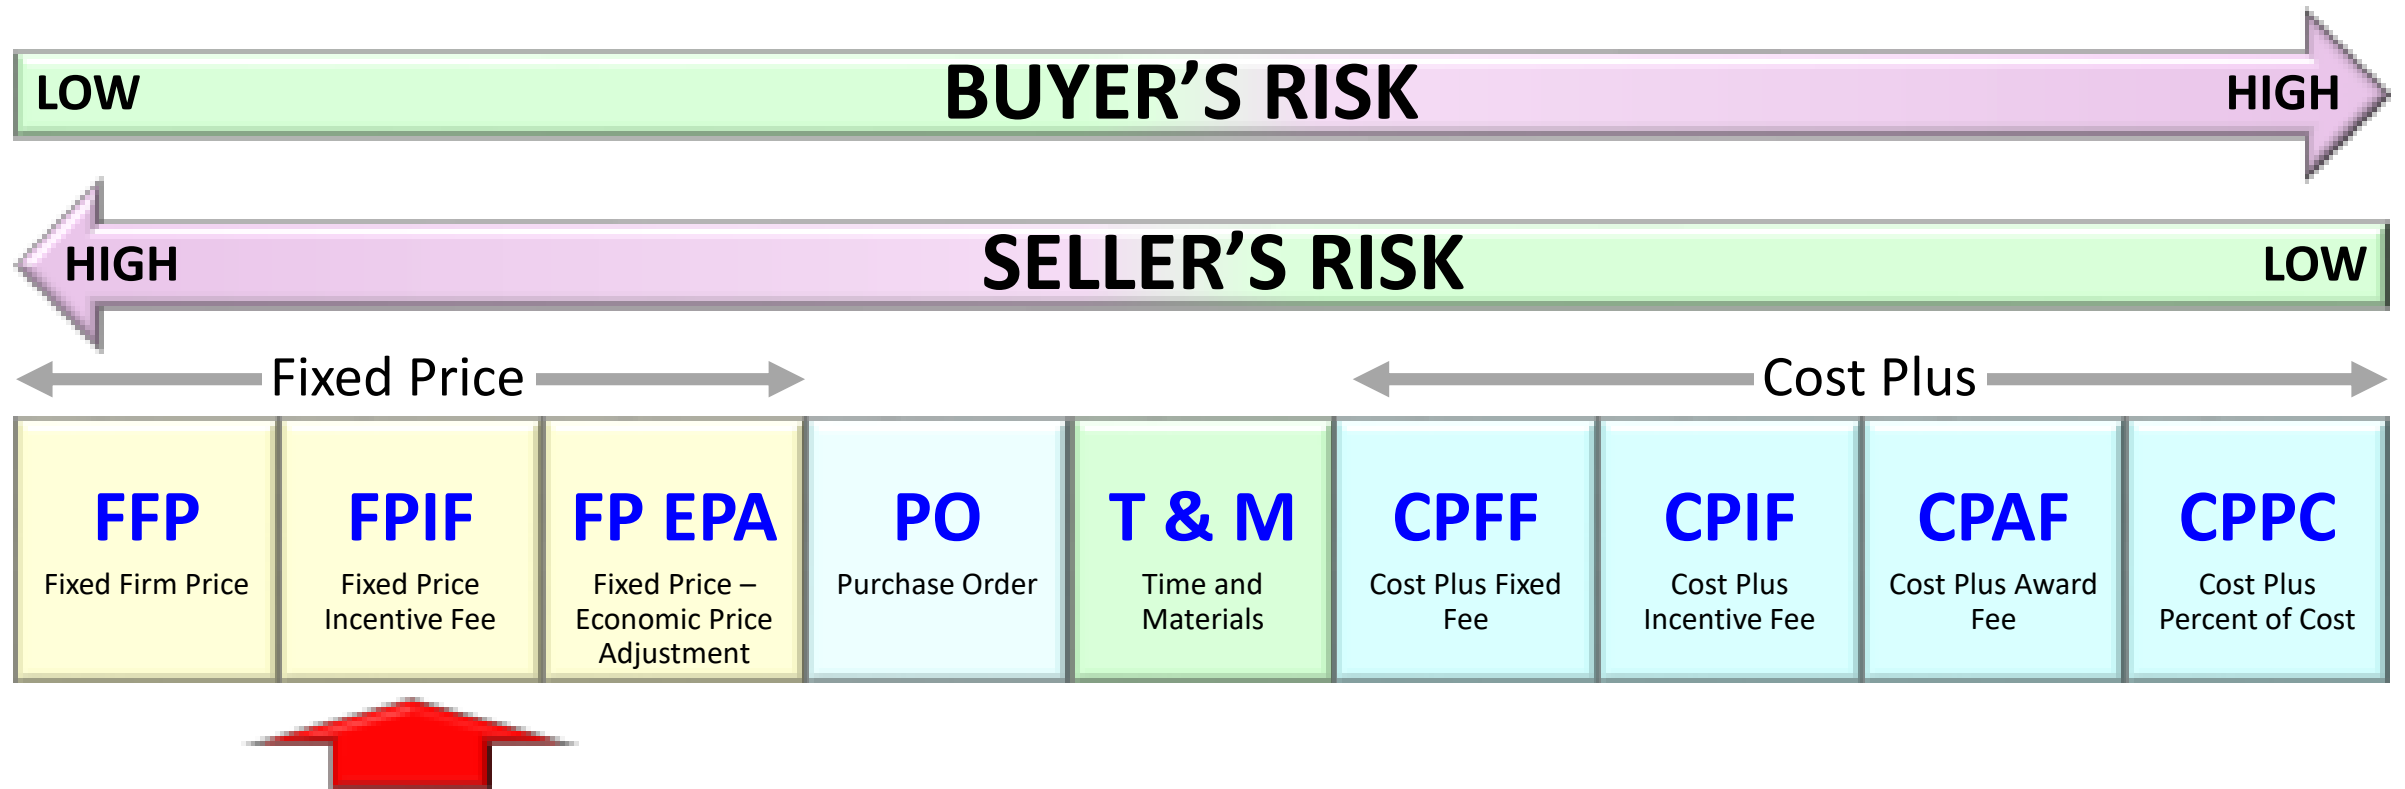 LOW BUYER’S RISK HIGH
HIGH SELLER’S RISK LOW
Fixed Price
Cost Plus
FFP
Fixed Firm Price
FPIF
Fixed Price
Incentive Fee
FP EPA
Fixed Price –
Economic Price
Adjustment
PO
Purchase Order
T & M
Time and
Materials
CPFF
Cost Plus Fixed
Fee
CPIF
Cost Plus
Incentive Fee
CPAF
Cost Plus Award
Fee
CPPC
Cost Plus
Percent of Cost